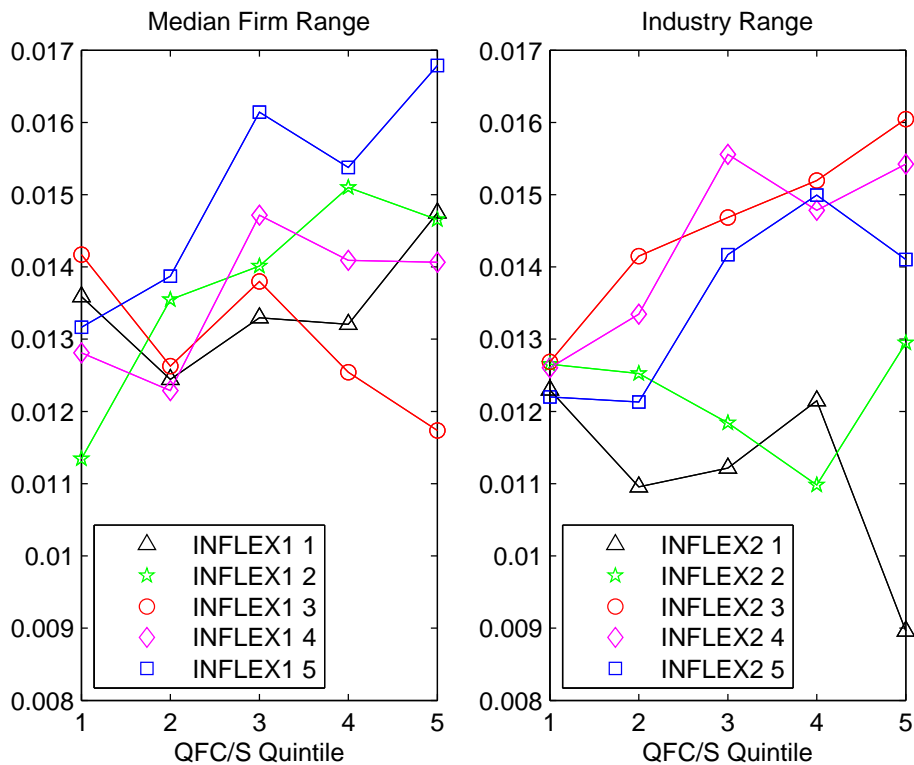 Median Firm Range
0.017
0.016
0.015
0.014
0.013
0.012
0.011
0.01
0.009
0.008
1 2 3 4 5
QFC/S Quintile
INFLEX1 1
INFLEX1 2
INFLEX1 3
INFLEX1 4
INFLEX1 5
Industry Range
0.017
0.016
0.015
0.014
0.013
0.012
0.011
0.01
0.009
0.008
1 2 3 4 5
QFC/S Quintile
INFLEX2 1
INFLEX2 2
INFLEX2 3
INFLEX2 4
INFLEX2 5